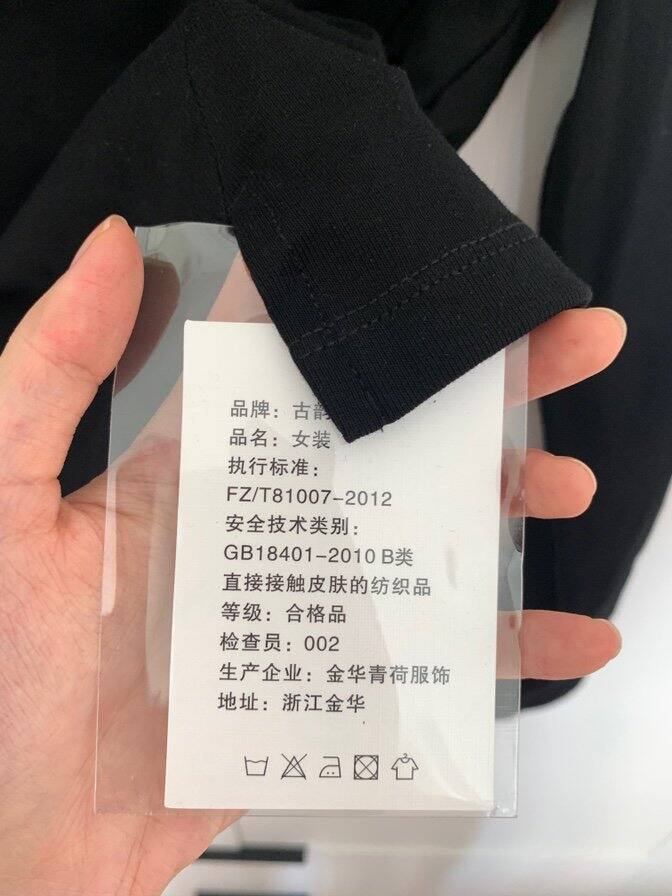 品牌：古韵
品名：女装
执行标准：
FZ/T81007-2012
安全技术类别：
GB18401-2010 B类
直接接触皮肤的纺织品
等级：合格品
检查员：002
生产企业：金华青荷服饰
地址：浙江金华